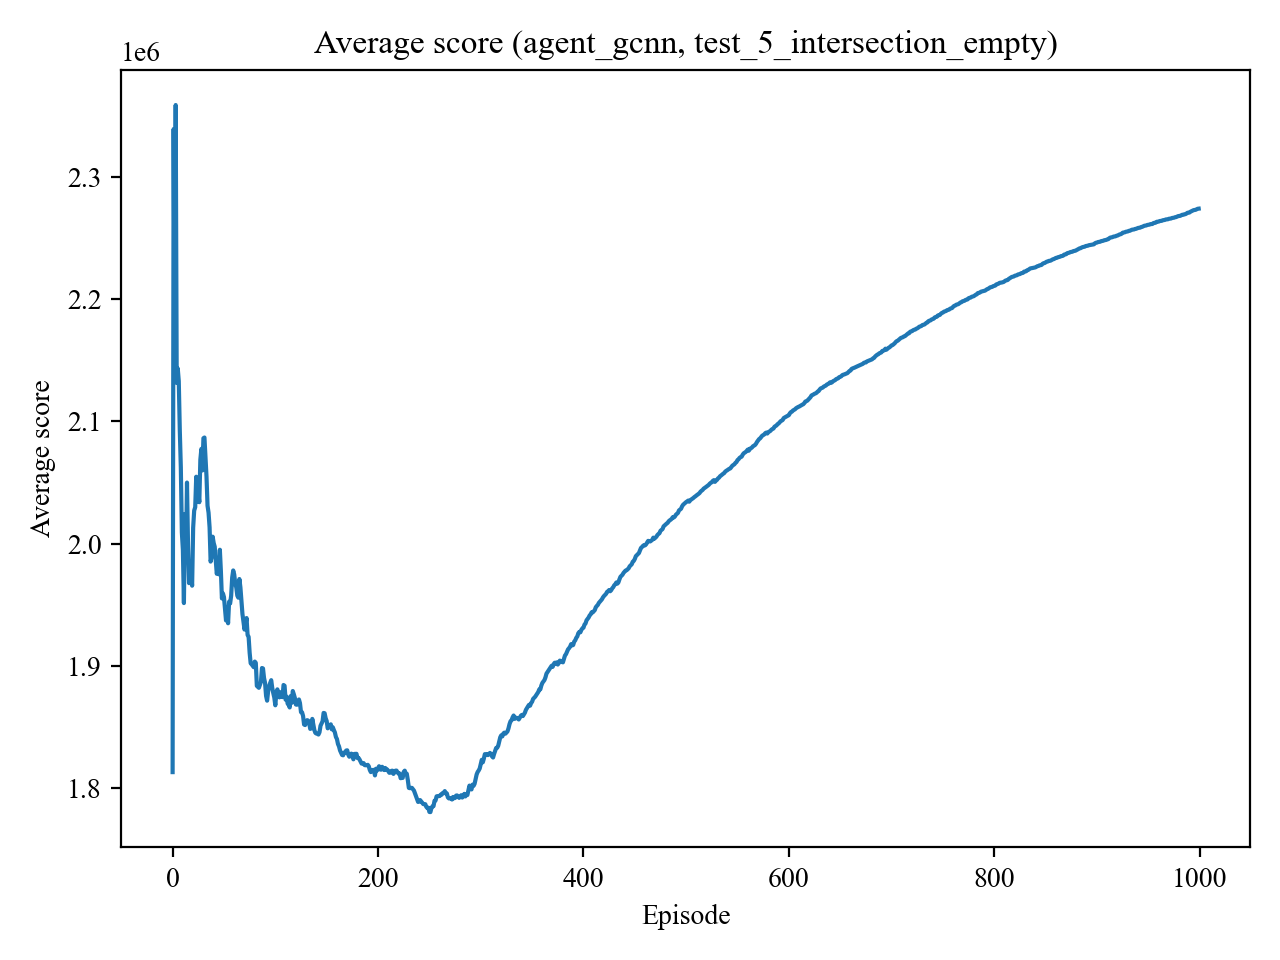 Average score (agent_gcnn, test_5_intersection_empty)
1e6
2.3
2.2
2.1
2.0
1.9
1.8
Average score
0 200 400 600 800 1000
Episode